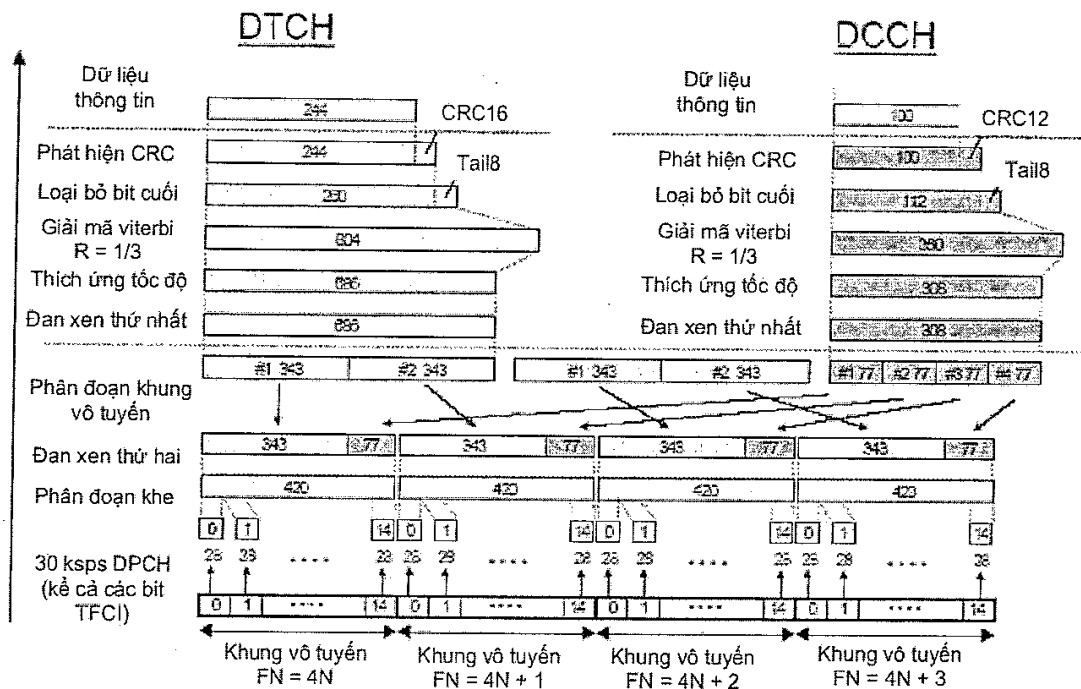 DTCH
DCCH
Dữ liệu
thông tin
244
CRC16
Dữ liệu
thông tin
100
CRC12
Phát hiện CRC
244
Tail8
Phát hiện CRC
100
Tail8
Loại bỏ bit cuối
260
Loại bỏ bit cuối
112
Giải mã viterbi
R = 1/3
804
Giải mã viterbi
R = 1/3
360
Thích ứng tốc độ
686
Thích ứng tốc độ
308
Đan xen thứ nhất
686
Đan xen thứ nhất
308
Phân đoạn khung
vô tuyến
#1 343
#2 343
#1 343
#2 343
#1 77
#2 77
#3 77
#4 77
Đan xen thứ hai
343
77
343
77
343
77
343
77
Phân đoạn khe
420
420
420
420
0 1 14 0 1 14 0 1 14 0 1 14
30 ksps DPCH
(kể cả các bit
TFCI)
28 28 •••• 28 28 28 •••• 28 28 28 •••• 28 28 28 •••• 28
0 1 •••• 14 0 1 •••• 14 0 1 •••• 14 0 1 •••• 14
Khung vô tuyến
FN = 4N
Khung vô tuyến
FN = 4N + 1
Khung vô tuyến
FN = 4N + 2
Khung vô tuyến
FN = 4N + 3